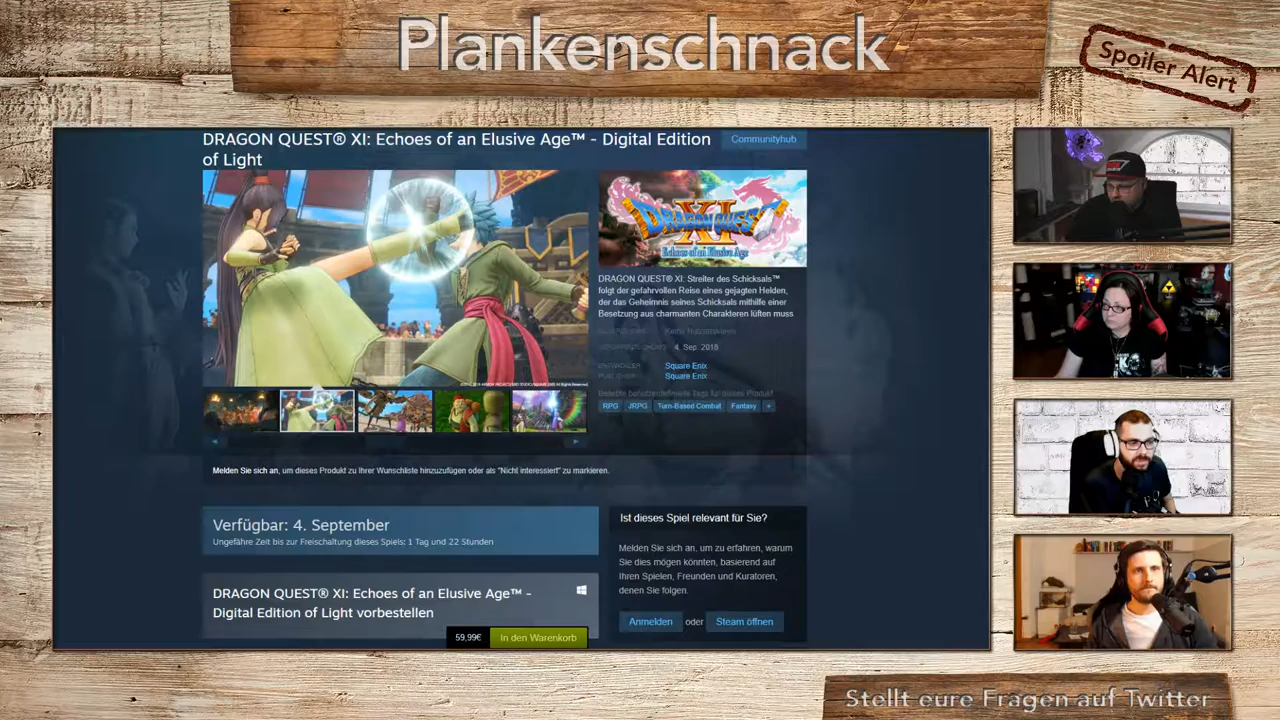 Plankenschnack
Spoiler Alert
DRAGON QUEST® XI: Echoes of an Elusive Age™ - Digital Edition
of Light
Communityhub
DRAGON QUEST
XI
Echoes of an Elusive Age
DRAGON QUEST® XI: Streiter des Schicksals™
folgt der gefahrvollen Reise eines gejagten Helden,
der das Geheimnis seines Schicksals mithilfe einer
Besetzung aus charmanten Charakteren lüften muss
4. Sep. 2018
Square Enix
Square Enix
Beliebte benutzerdefinierte Tags für dieses Produkt:
RPG JRPG Turn-Based Combat Fantasy +
Melden Sie sich an, um dieses Produkt zu Ihrer Wunschliste hinzuzufügen oder als "Nicht interessiert" zu markieren.
Verfügbar: 4. September
Ungefähre Zeit bis zur Freischaltung dieses Spiels: 1 Tag und 22 Stunden
DRAGON QUEST® XI: Echoes of an Elusive Age™ -
Digital Edition of Light vorbestellen
59,99€ In den Warenkorb
Ist dieses Spiel relevant für Sie?
Melden Sie sich an, um zu erfahren, warum
Sie dies mögen könnten, basierend auf
Ihren Spielen, Freunden und Kuratoren,
denen Sie folgen.
Anmelden oder Steam öffnen
Stellt eure Fragen auf Twitter